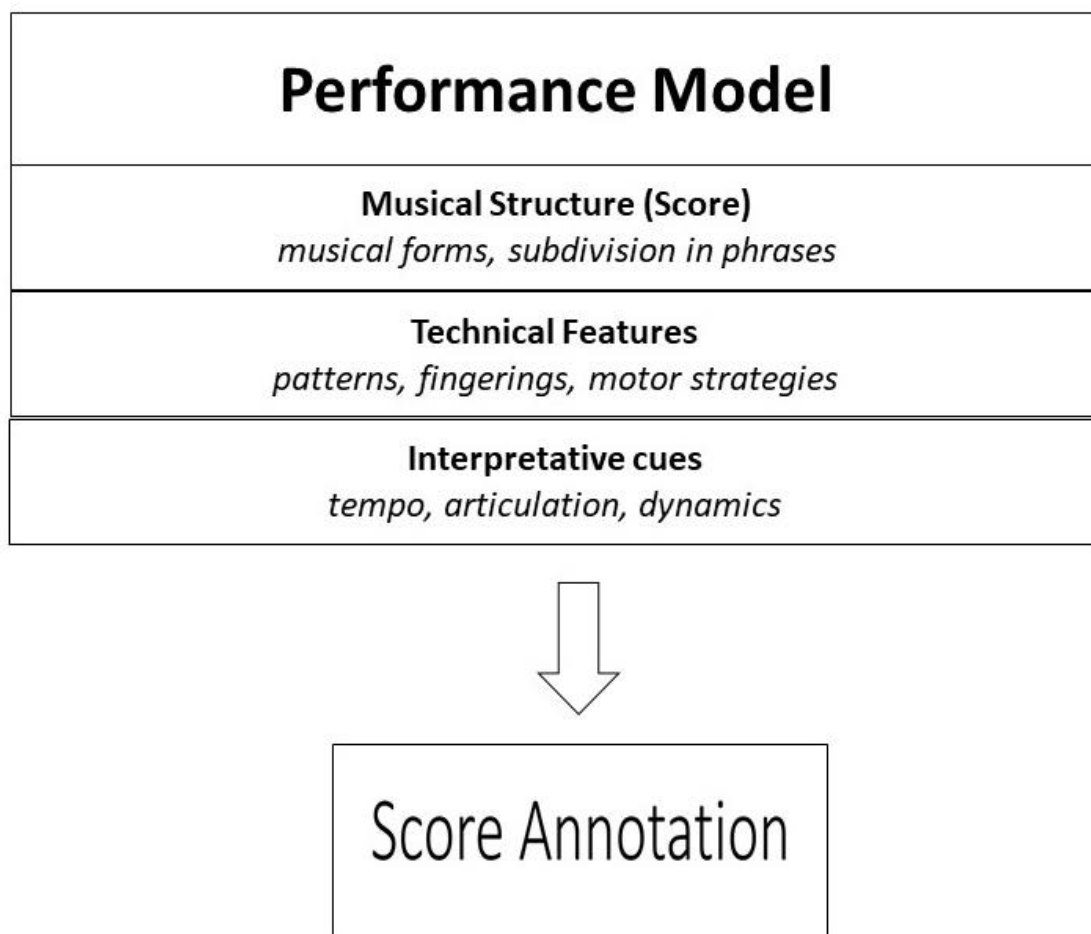 Performance Model
Musical Structure (Score)
musical forms, subdivision in phrases
Technical Features
patterns, fingerings, motor strategies
Interpretative cues
tempo, articulation, dynamics
Score Annotation